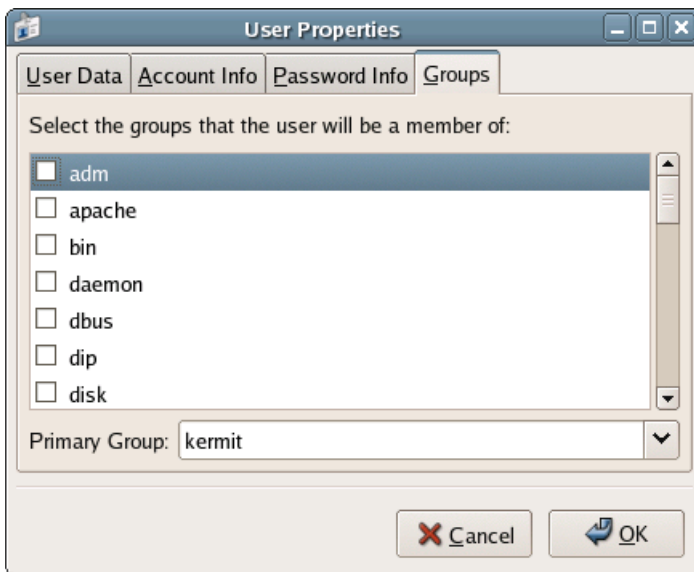 User Properties
User Data Account Info Password Info Groups
Select the groups that the user will be a member of:
adm
apache
bin
daemon
dbus
dip
disk
Primary Group: kermit
Cancel OK